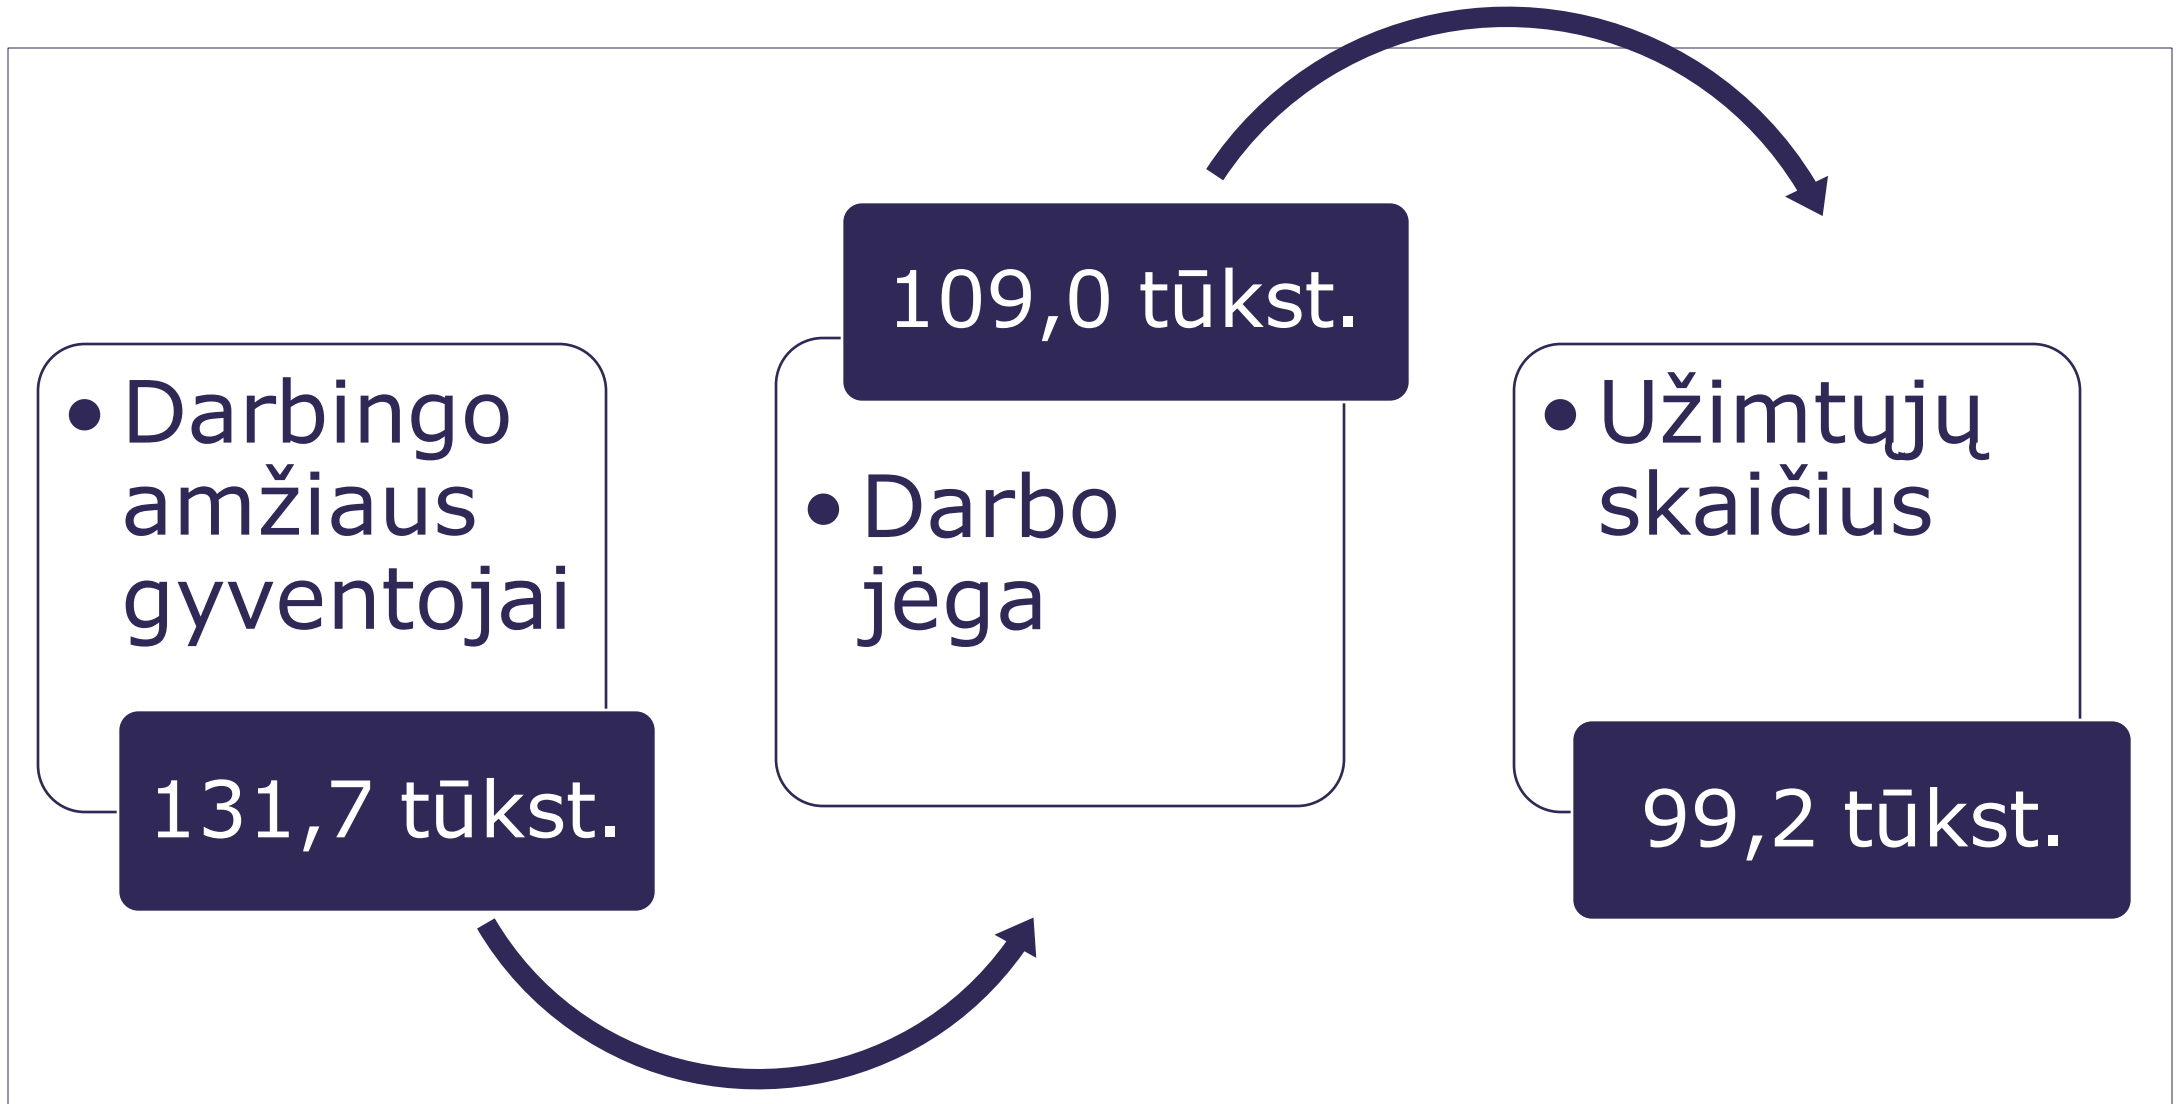 • Darbingo
amžiaus
gyventojai
131,7 tūkst.
109,0 tūkst.
• Darbo
jėga
• Užimtųjų
skaičius
99,2 tūkst.